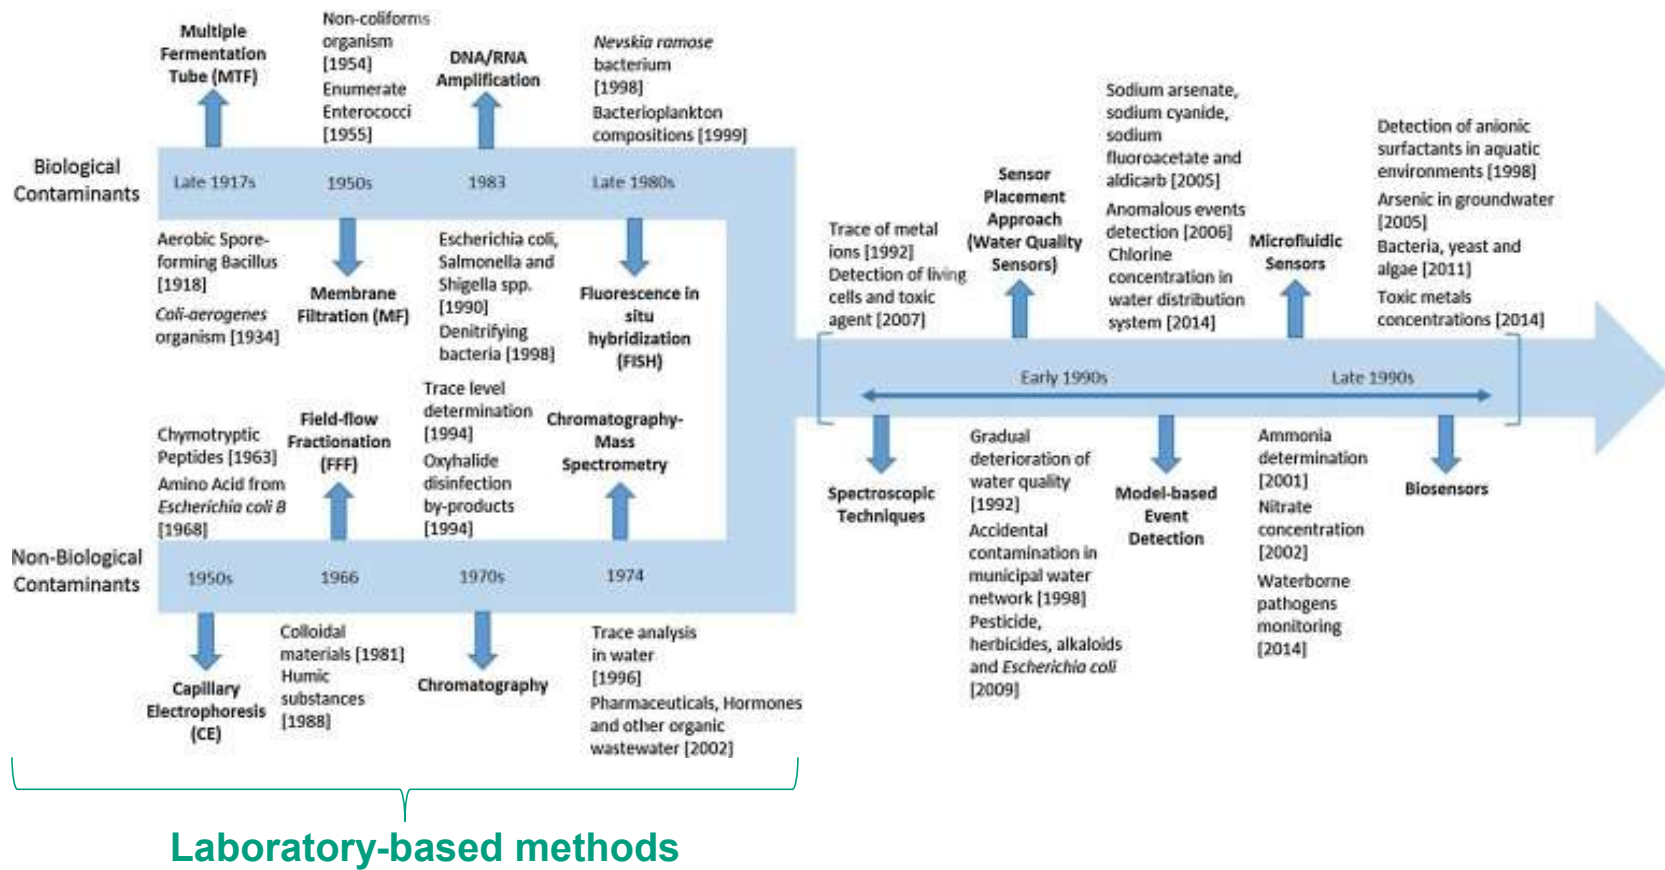 Multiple
Fermentation
Tube (MTF)
Non-coliforms
organism
[1954]
Enumerate
Enterococci
[1955]
DNA/RNA
Amplification
Nevskia ramose
bacterium
[1998]
Bacterioplankton
compositions [1999]
Biological
Contaminants
Late 1917s
1950s
1983
Late 1980s
Aerobic Spore-
forming Bacillus
[1918]
Coli-aerogenes
organism [1934]
Membrane
Filtration (MF)
Escherichia coli,
Salmonella and
Shigella spp.
[1990]
Denitrifying
bacteria [1998]
Fluorescence in
situ
hybridization
(FISH)
Chymotryptic
Peptides [1963]
Amino Acid from
Escherichia coli B
[1968]
Field-flow
Fractionation
(FFF)
Trace level
determination
[1994]
Oxyhalide
disinfection
by-products
[1994]
Chromatography-
Mass
Spectrometry
Non-Biological
Contaminants
1950s
1966
1970s
1974
Capillary
Electrophoresis
(CE)
Colloidal
materials [1981]
Humic
substances
[1988]
Chromatography
Trace analysis
in water
[1996]
Pharmaceuticals, Hormones
and other organic
wastewater [2002]
Trace of metal
ions [1992]
Detection of living
cells and toxic
agent [2007]
Sensor
Placement
Approach
(Water Quality
Sensors)
Sodium arsenate,
sodium cyanide,
sodium
fluoroacetate and
aldicarb [2005]
Anomalous events
detection [2006]
Chlorine
concentration in
water distribution
system [2014]
Microfluidic
Sensors
Detection of anionic
surfactants in aquatic
environments [1998]
Arsenic in groundwater
[2005]
Bacteria, yeast and
algae [2011]
Toxic metals
concentrations [2014]
Early 1990s
Late 1990s
Spectroscopic
Techniques
Gradual
deterioration of
water quality
[1992]
Accidental
contamination in
municipal water
network [1998]
Pesticide,
herbicides, alkaloids
and Escherichia coli
[2009]
Model-based
Event
Detection
Ammonia
determination
[2001]
Nitrate
concentration
[2002]
Waterborne
pathogens
monitoring
[2014]
Biosensors
Laboratory-based methods